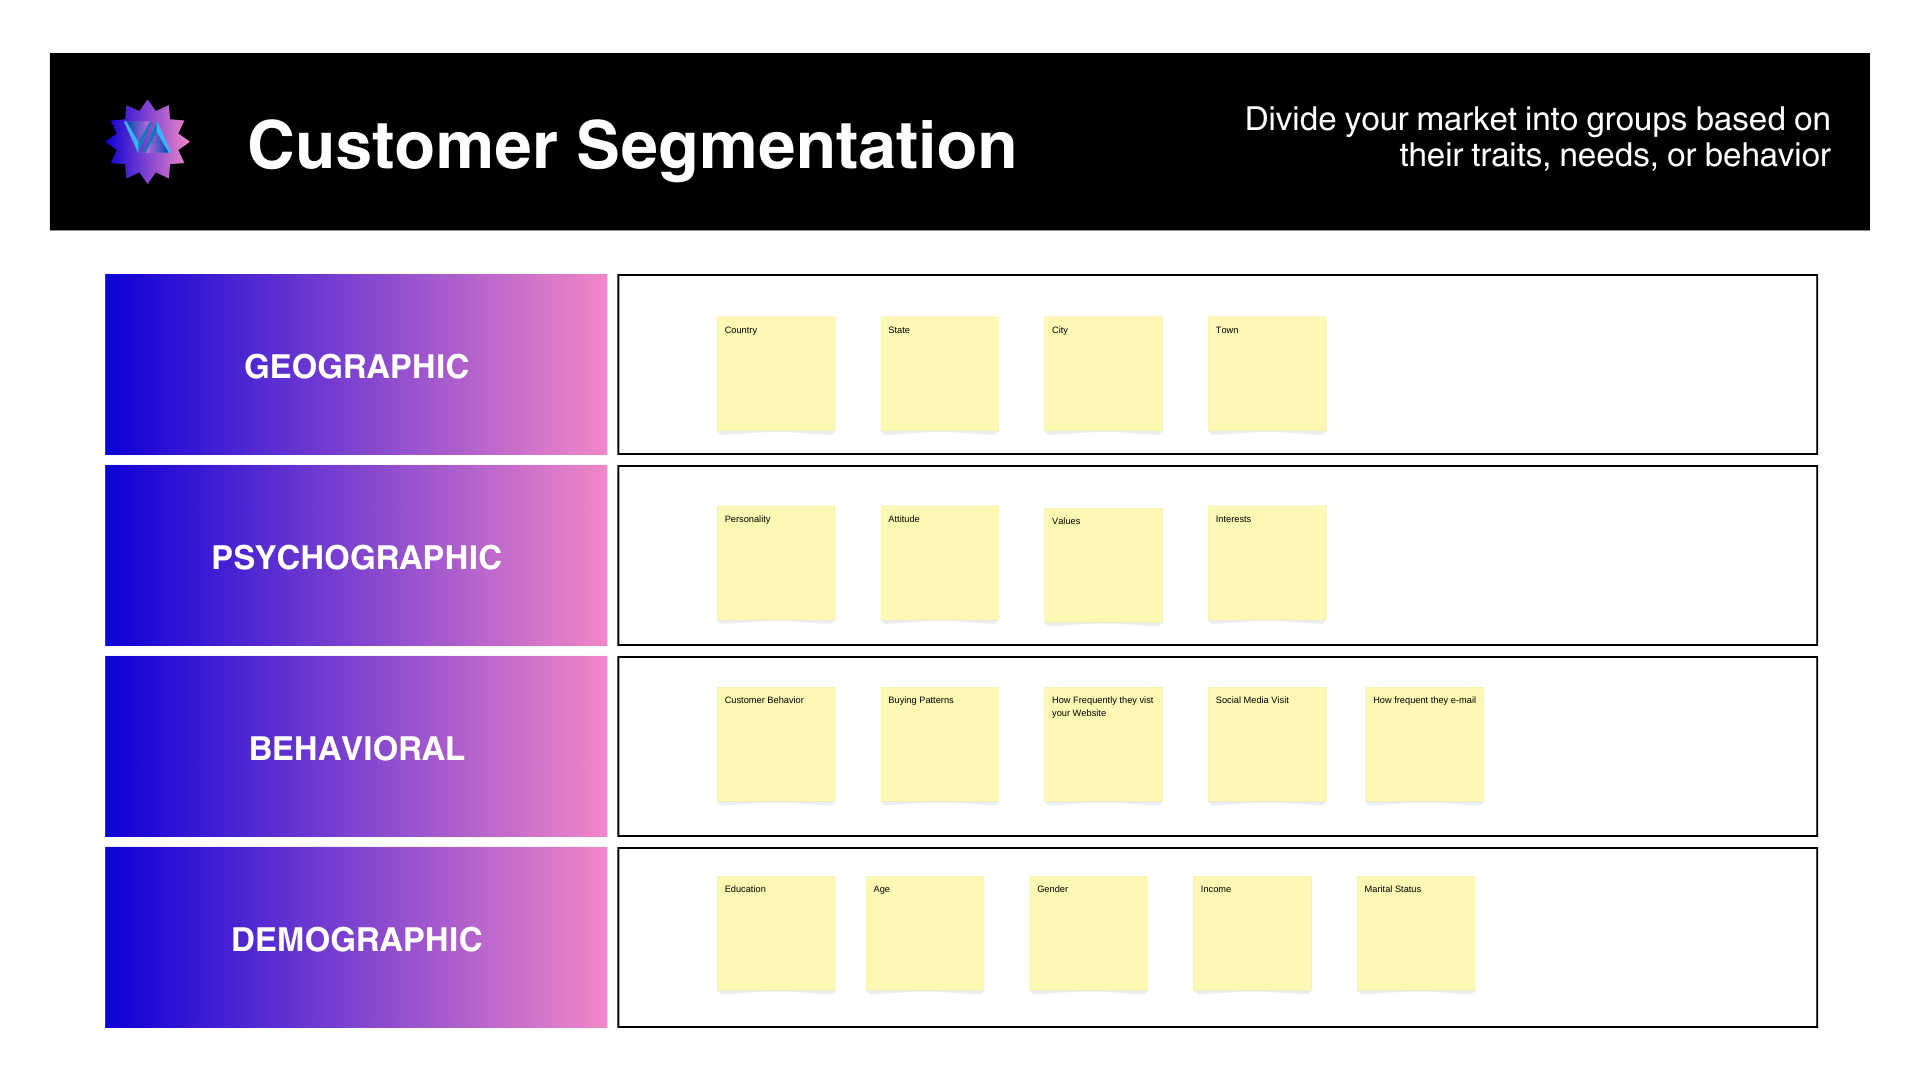 VA
Customer Segmentation
Divide your market into groups based on
their traits, needs, or behavior
GEOGRAPHIC
Country
State
City
Town
PSYCHOGRAPHIC
Personality
Attitude
Values
Interests
BEHAVIORAL
Customer Behavior
Buying Patterns
How Frequently they vist
your Website
Social Media Visit
How frequent they e-mail
DEMOGRAPHIC
Education
Age
Gender
Income
Marital Status